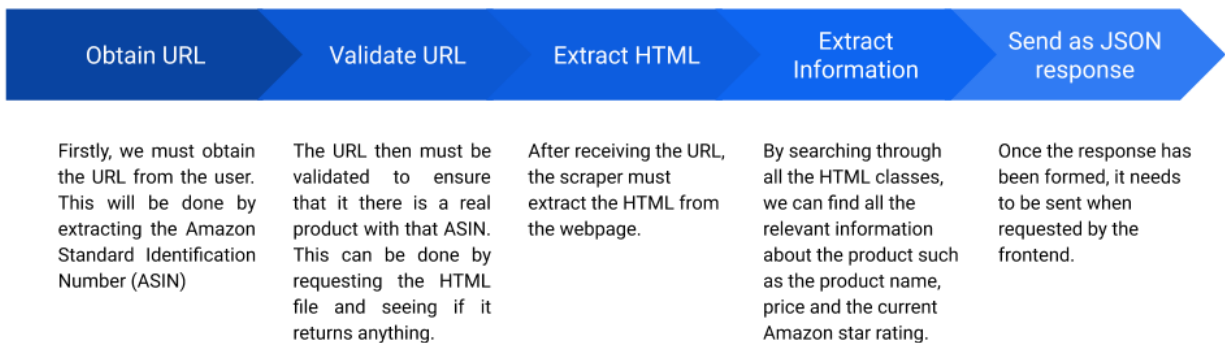 Obtain URL
Validate URL
Extract HTML
Extract
Information
Send as JSON
response
Firstly, we must obtain
the URL from the user.
This will be done by
extracting the Amazon
Standard Identification
Number (ASIN)
The URL then must be
validated to ensure
that it there is a real
product with that ASIN.
This can be done by
requesting the HTML
file and seeing if it
returns anything.
After receiving the URL,
the scraper must
extract the HTML from
the webpage.
By searching through
all the HTML classes,
we can find all the
relevant information
about the product such
as the product name,
price and the current
Amazon star rating.
Once the response has
been formed, it needs
to be sent when
requested by the
frontend.